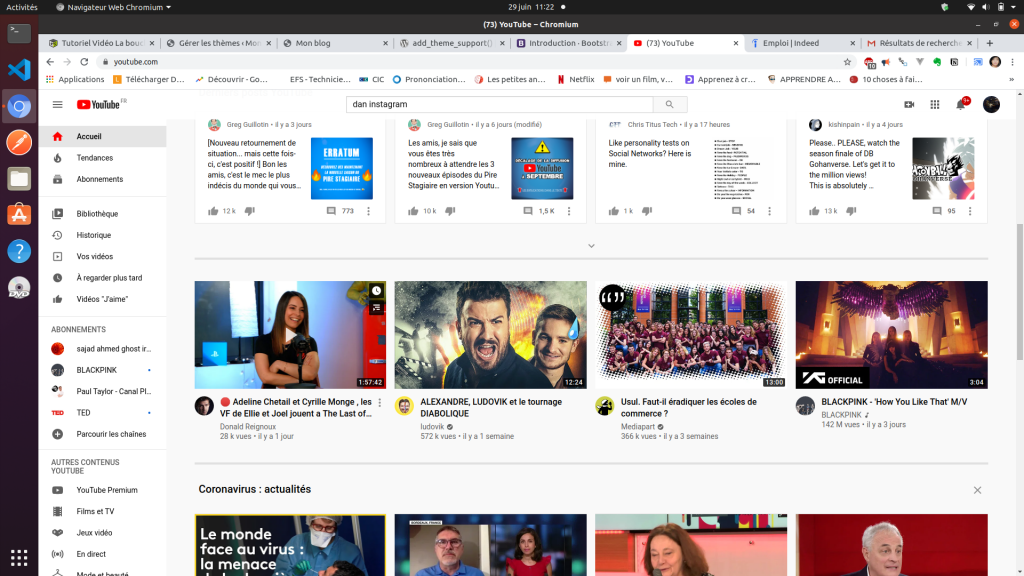 Activités
Navigateur Web Chromium
29 juin 11:22
(73) YouTube – Chromium
Tutoriel Vidéo La bouc
Gérer les thèmes ‹ Mon
Mon blog
add_theme_support()
Introduction · Bootstra
(73) YouTube
Emploi | Indeed
Résultats de recherche
youtube.com
10
Applications
Télécharger D...
Découvrir - Go...
EFS - Technicie...
CIC
Prononciation...
Les petites an...
Netflix
voir un film, v...
Apprenez à cr...
APPRENDRE A...
10 choses à fai...
YouTube FR
dan instagram
9+
Accueil
Tendances
Abonnements
Bibliothèque
Historique
Vos vidéos
À regarder plus tard
Vidéos "J'aime"
ABONNEMENTS
sajad ahmed ghost ir...
BLACKPINK
Paul Taylor - Canal Pl...
TED
Parcourir les chaînes
AUTRES CONTENUS
YOUTUBE
YouTube Premium
Films et TV
Jeux vidéo
En direct
Mode et beauté
Greg Guillotin • il y a 3 jours
[Nouveau retournement de
situation... mais cette fois-
ci, c'est positif !] Bon les
amis, c'est le mec le plus
indécis du monde qui vous...
ERRATUM
PIRE STAGIAIRE
12 k
773
Greg Guillotin • il y a 6 jours (modifié)
Les amis, je sais que
vous êtes très
nombreux à attendre les 3
nouveaux épisodes du Pire
Stagiaire en version Youtu...
DÉCALAGE DE LA DIFFUSION
YouTube
SEPTEMBRE
10 k
1,5 K
Chris Titus Tech • il y a 17 heures
Like personality tests on
Social Networks? Here is
mine.
1 k
54
kishinpain • il y a 4 jours
Please.. PLEASE, watch the
season finale of DB
Gohanverse. Let's get it to
the million views!
This is absolutely ...
13 k
95
1:57:42
Adeline Chetail et Cyrille Monge , les
VF de Ellie et Joel jouent a The Last of...
Donald Reignoux
28 k vues • il y a 1 jour
12:24
ALEXANDRE, LUDOVIK et le tournage
DIABOLIQUE
ludovik
572 k vues • il y a 1 semaine
13:00
Usul. Faut-il éradiquer les écoles de
commerce ?
Mediapart
366 k vues • il y a 3 semaines
YG OFFICIAL
3:04
BLACKPINK - 'How You Like That' M/V
BLACKPINK
142 M vues • il y a 3 jours
Coronavirus : actualités
Le monde
face au virus :
la menace
BORDEAUX, FRANCE